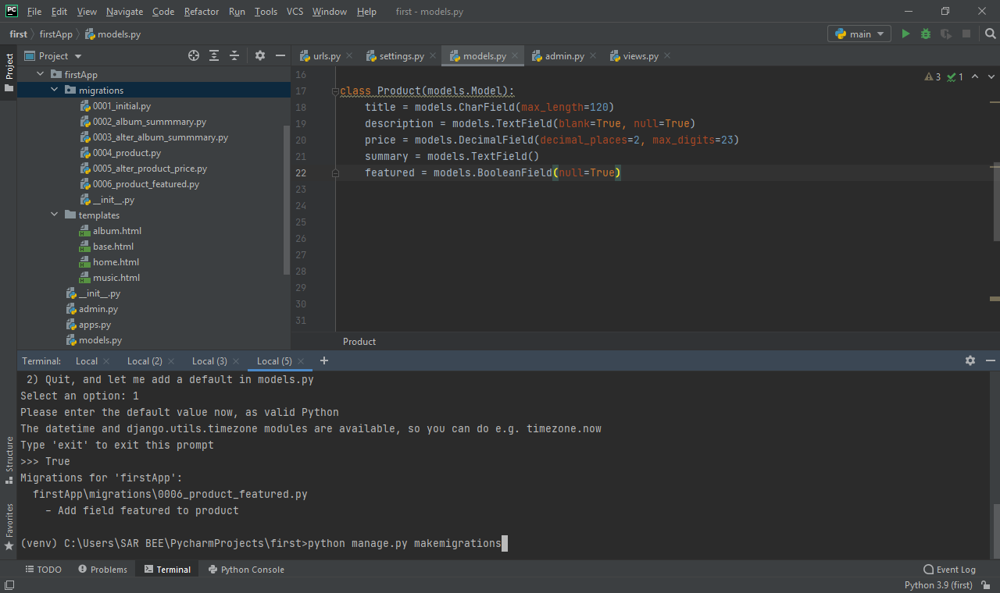 PC File Edit View Navigate Code Refactor Run Tools VCS Window Help first - models.py
first firstApp models.py main
Project urls.py settings.py models.py admin.py views.py
Project
firstApp
migrations
0001_initial.py
0002_album_summmary.py
0003_alter_album_summmary.py
0004_product.py
0005_alter_product_price.py
0006_product_featured.py
__init__.py
templates
album.html
base.html
home.html
music.html
__init__.py
admin.py
apps.py
models.py
3 1
16
17 class Product(models.Model):
18 title = models.CharField(max_length=120)
19 description = models.TextField(blank=True, null=True)
20 price = models.DecimalField(decimal_places=2, max_digits=23)
21 summary = models.TextField()
22 featured = models.BooleanField(null=True)
23
24
25
26
27
28
29
30
31
Product
Terminal: Local Local (2) Local (3) Local (5)
2) Quit, and let me add a default in models.py
Select an option: 1
Please enter the default value now, as valid Python
The datetime and django.utils.timezone modules are available, so you can do e.g. timezone.now
Type 'exit' to exit this prompt
>>> True
Migrations for 'firstApp':
firstApp\migrations\0006_product_featured.py
- Add field featured to product
(venv) C:\Users\SAR BEE\PycharmProjects\first>python manage.py makemigrations
Structure
Favorites
TODO Problems Terminal Python Console Event Log
Python 3.9 (first)